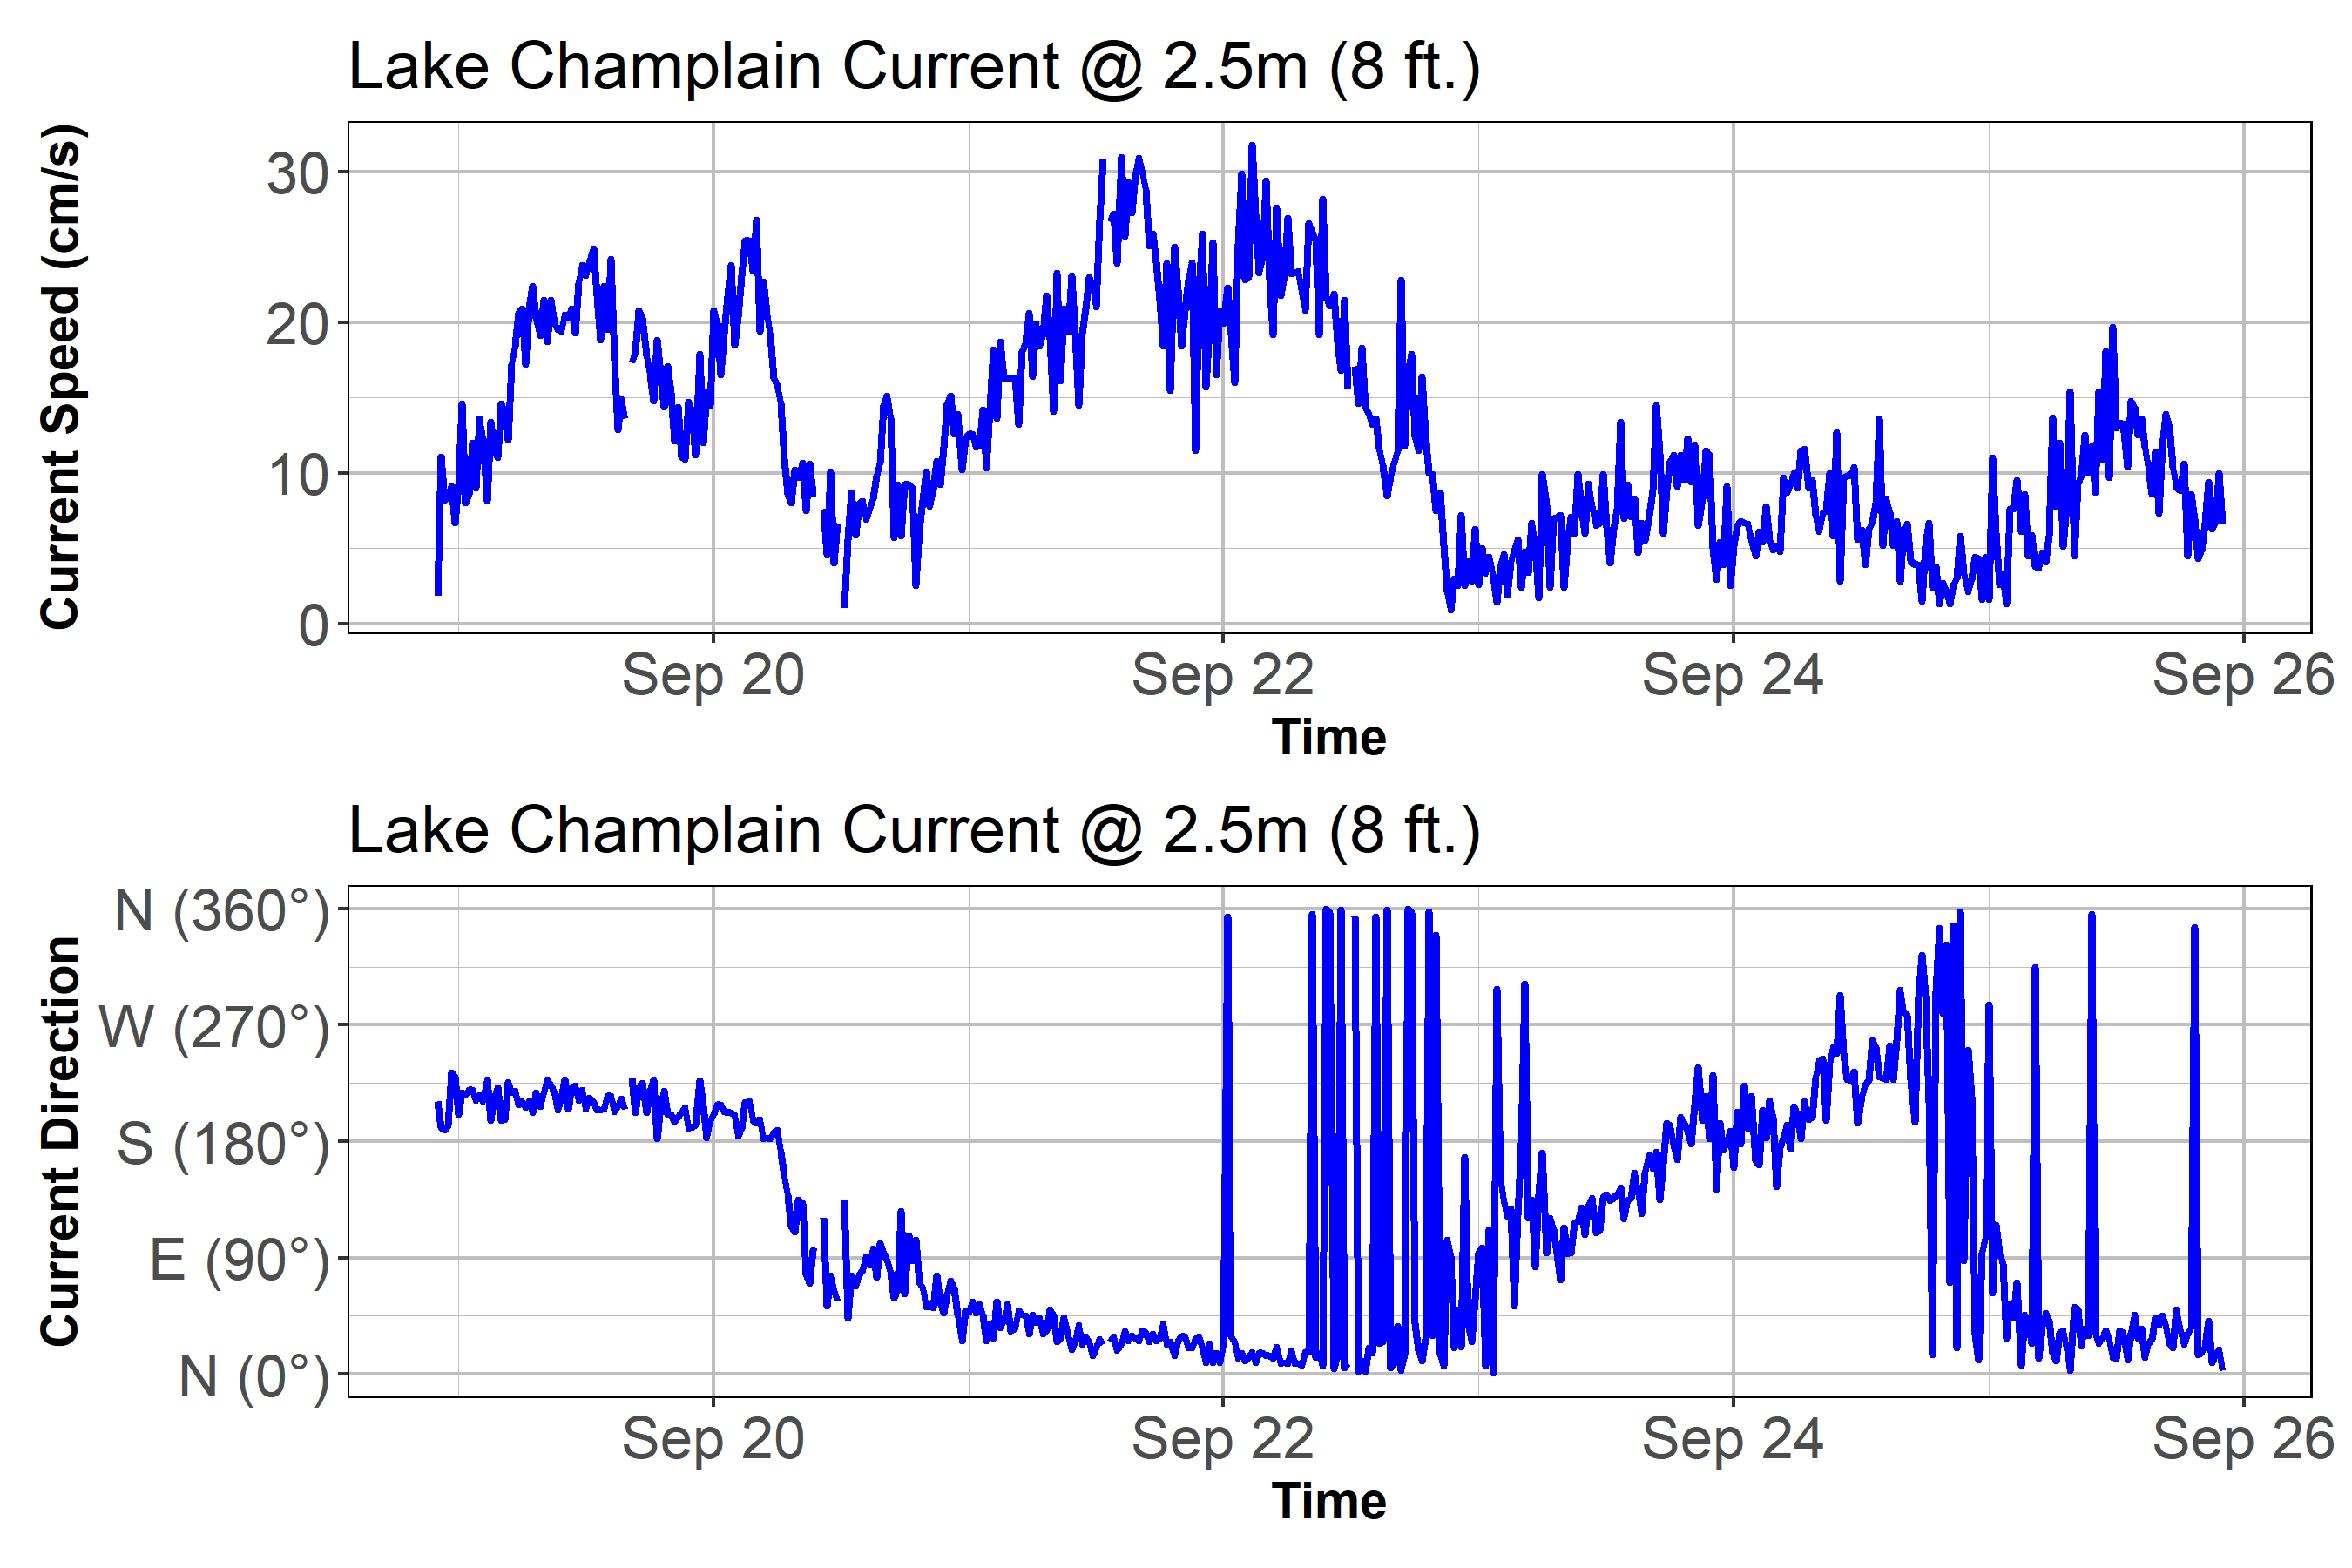 Lake Champlain Current @ 2.5m (8 ft.)
Current Speed (cm/s)
30
20
10
0
Sep 20 Sep 22 Sep 24 Sep 26
Time
Lake Champlain Current @ 2.5m (8 ft.)
Current Direction
N (360°)
W (270°)
S (180°)
E (90°)
N (0°)
Sep 20 Sep 22 Sep 24 Sep 26
Time